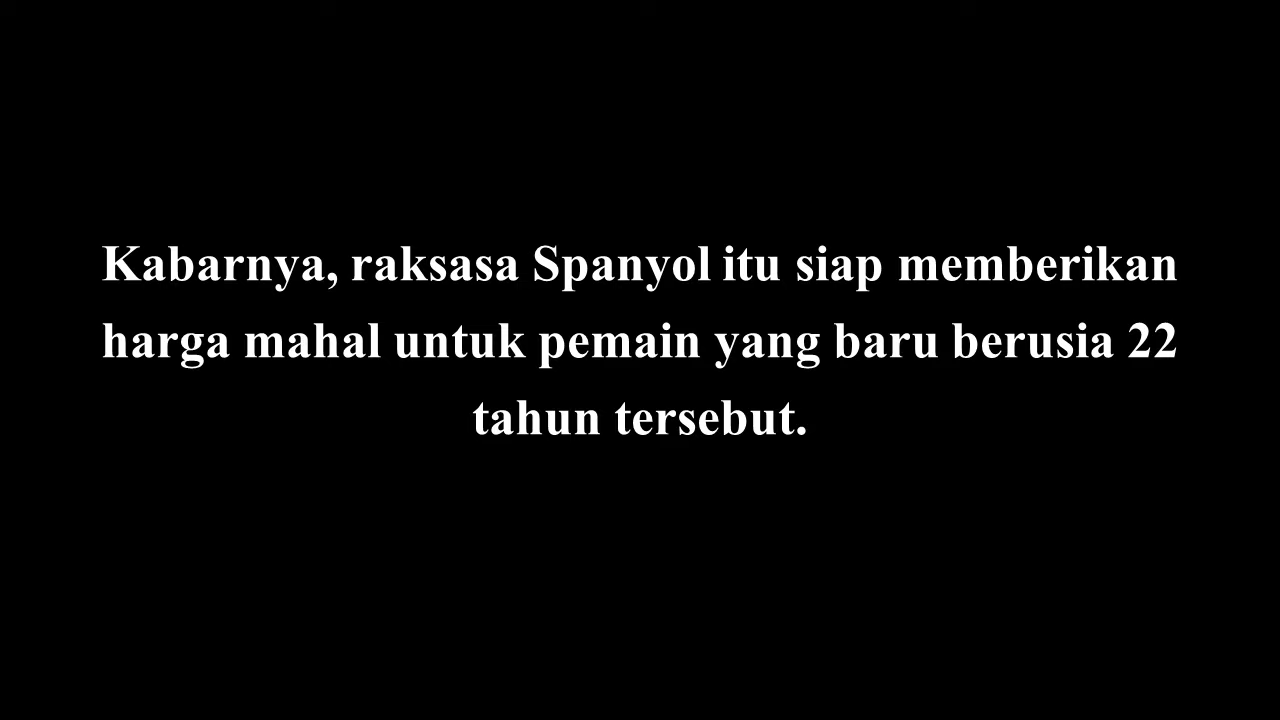 Kabarnya, raksasa Spanyol itu siap memberikan
harga mahal untuk pemain yang baru berusia 22
tahun tersebut.